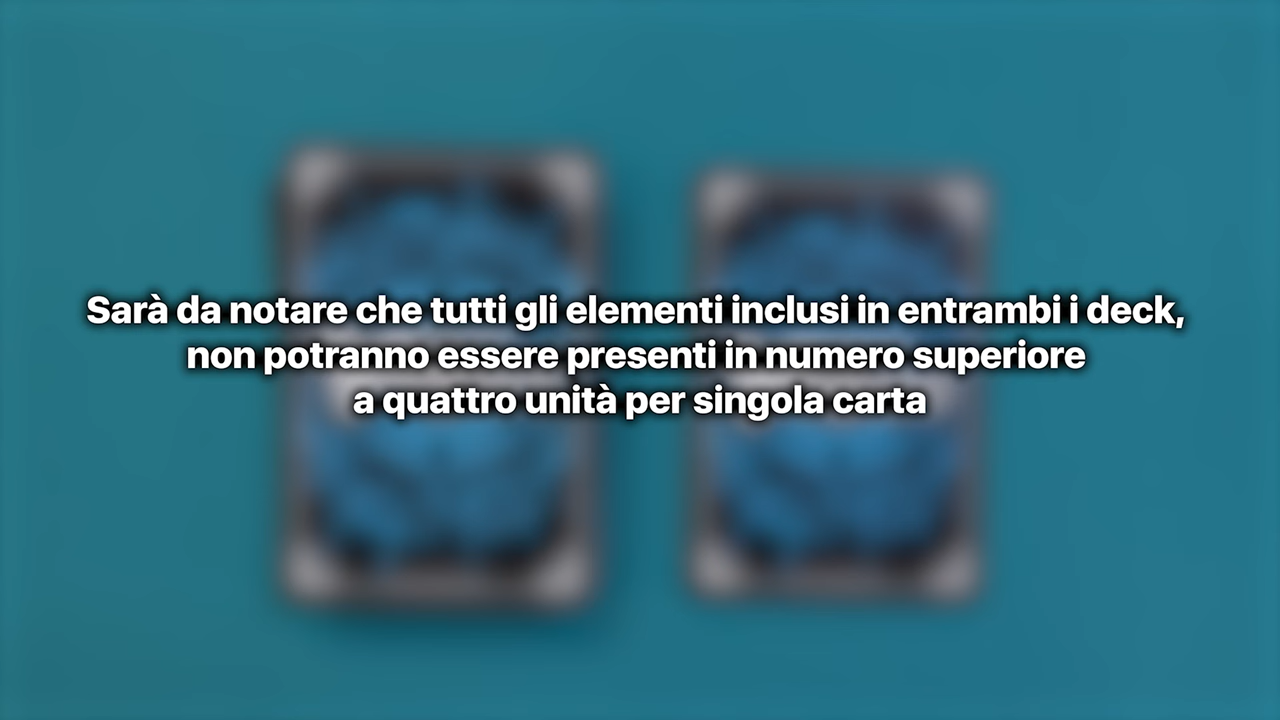 Sarà da notare che tutti gli elementi inclusi in entrambi i deck,
non potranno essere presenti in numero superiore
a quattro unità per singola carta